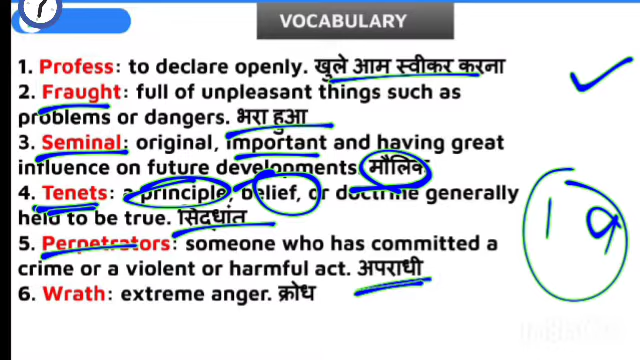 VOCABULARY
1. Profess: to declare openly. खुले आम स्वीकार करना
2. Fraught: full of unpleasant things such as
problems or dangers. भरा हुआ
3. Seminal: original, important and having great
influence on future developments मौलिक
4. Tenets: a principle, belief, or doctrine generally
held to be true. सिद्धांत
5. Perpetrators: someone who has committed a
crime or a violent or harmful act. अपराधी
6. Wrath: extreme anger. क्रोध
19